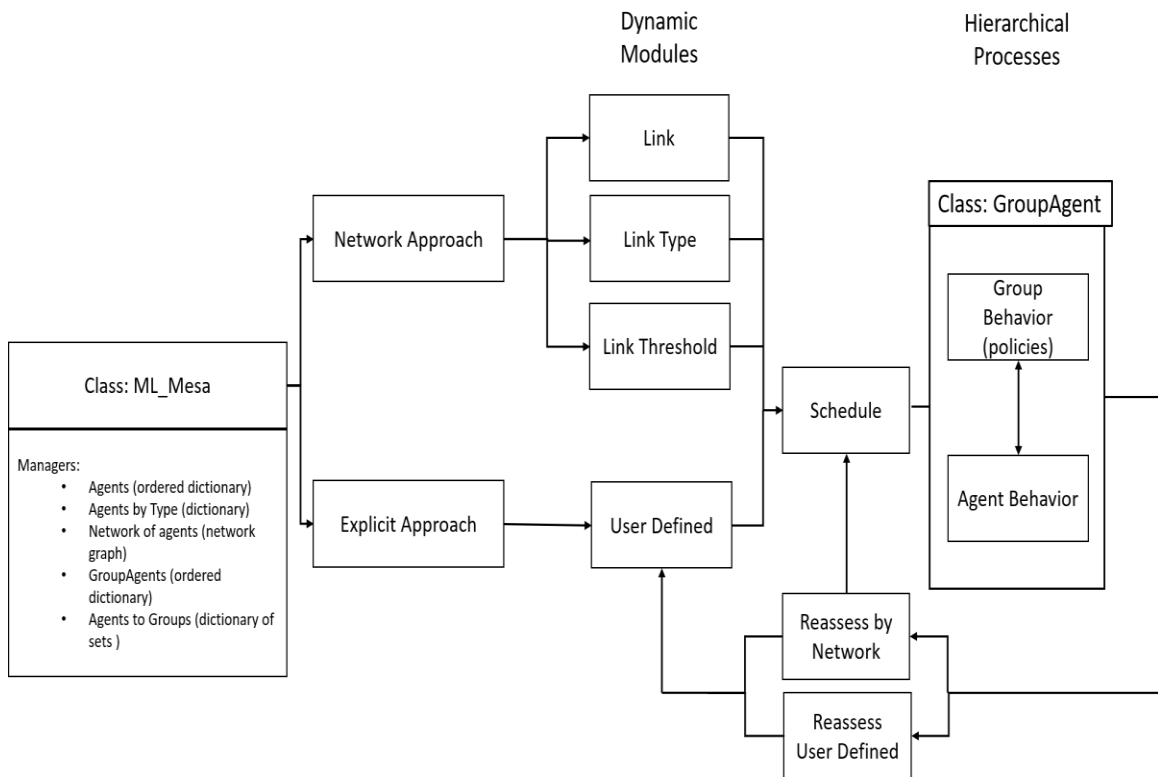 Dynamic
Modules
Hierarchical
Processes
Link
Class: GroupAgent
Network Approach
Link Type
Group
Behavior
(policies)
Link Threshold
Class: ML_Mesa
Schedule
Managers:
• Agents (ordered dictionary)
• Agents by Type (dictionary)
• Network of agents (network
graph)
• GroupAgents (ordered
dictionary)
• Agents to Groups (dictionary of
sets )
Explicit Approach
User Defined
Agent Behavior
Reassess by
Network
Reassess
User Defined